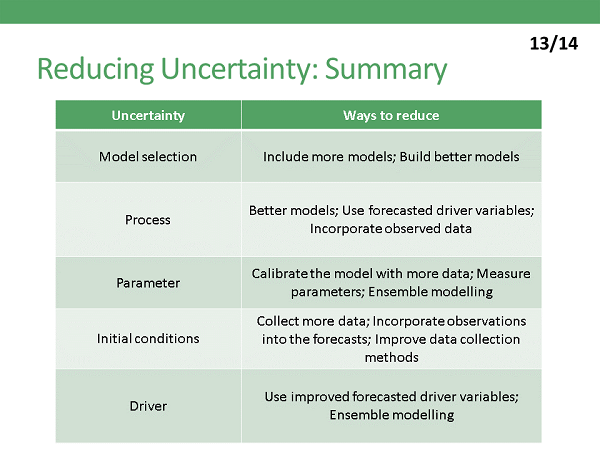 13/14
Reducing Uncertainty: Summary
Uncertainty
Ways to reduce
Model selection
Include more models; Build better models
Process
Better models; Use forecasted driver variables;
Incorporate observed data
Parameter
Calibrate the model with more data; Measure
parameters; Ensemble modelling
Initial conditions
Collect more data; Incorporate observations
into the forecasts; Improve data collection
methods
Driver
Use improved forecasted driver variables;
Ensemble modelling